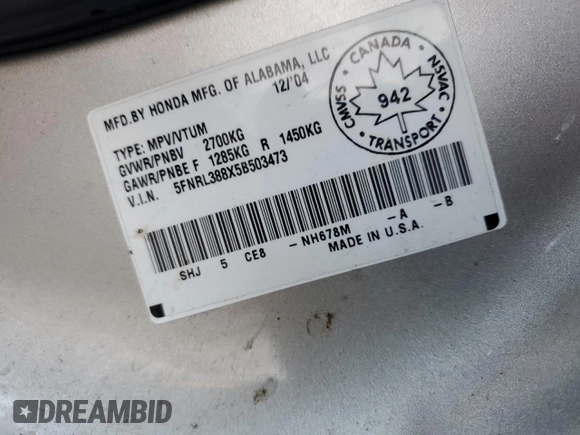 MFD.BY HONDA MFG. OF ALABAMA, LLC
12/'04
TYPE: MPV/VTUM
GVWR/PNBV 2700KG
GAWR/PNBE F 1285KG R 1450KG
V.I.N. 5FNRL388X5B503473
CANADA
CMVSS NSVAC
942
TRANSPORT
SHJ 5 CE8 - NH678M - A - B
MADE IN U.S.A.
DREAMBID